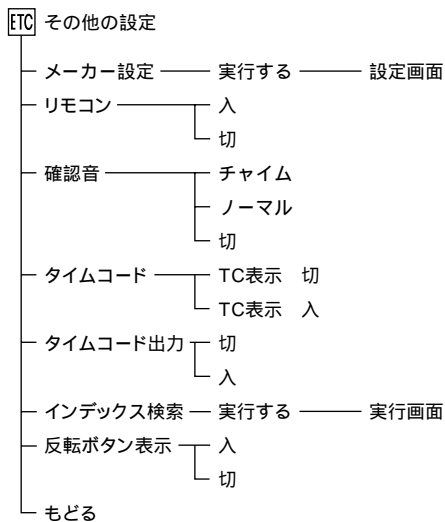 ETC その他の設定
メーカー設定 実行する 設定画面
リモコン 入
切
確認音 チャイム
ノーマル
切
タイムコード TC表示 切
TC表示 入
タイムコード出力 切
入
インデックス検索 実行する 実行画面
反転ボタン表示 入
切
もどる